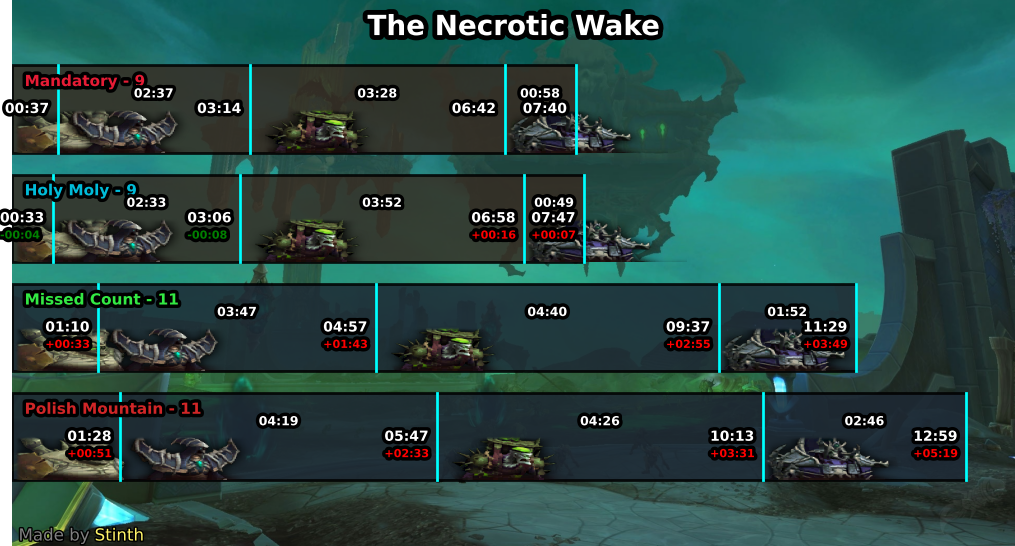 The Necrotic Wake
Mandatory - 9
02:37 03:28 00:58
00:37 03:14 06:42 07:40
Holy Moly - 9
02:33 03:52 00:49
00:33 03:06 06:58 07:47
-00:04 -00:08 +00:16 +00:07
Missed Count - 11
03:47 04:40 01:52
01:10 04:57 09:37 11:29
+00:33 +01:43 +02:55 +03:49
Polish Mountain - 11
04:19 04:26 02:46
01:28 05:47 10:13 12:59
+00:51 +02:33 +03:31 +05:19
Made by Stinth